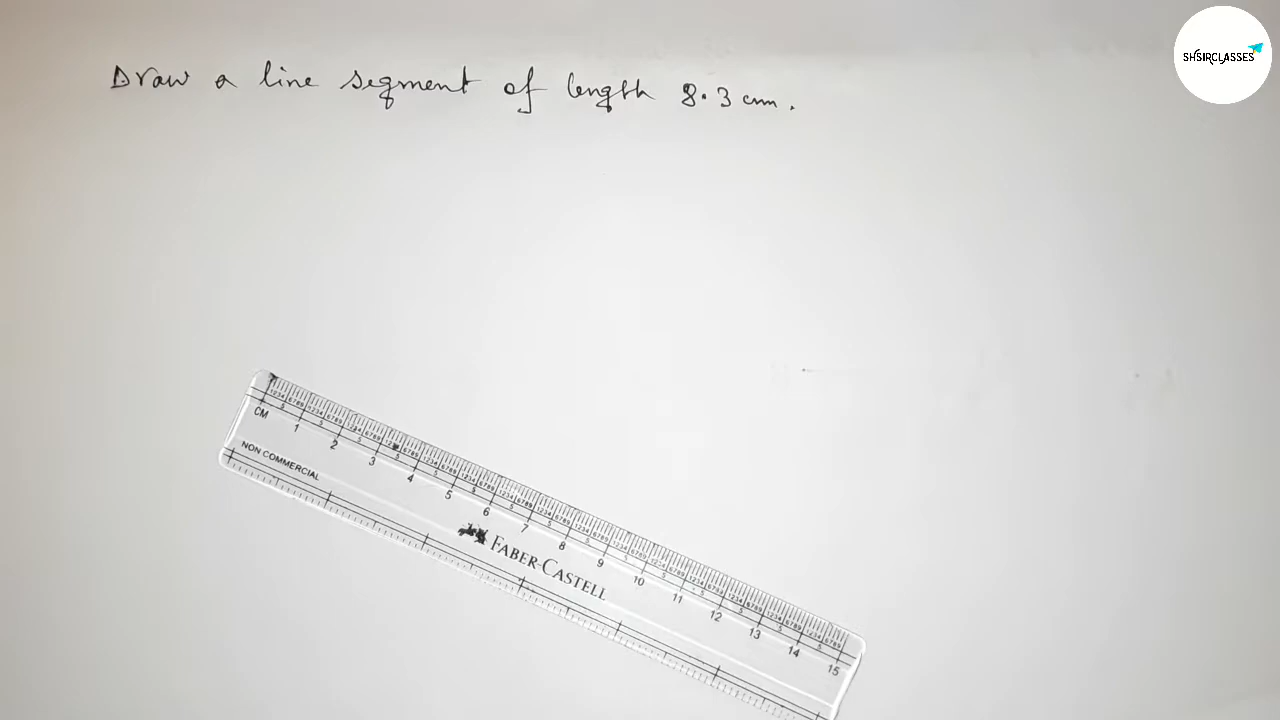 SHSIRCLASSES
Draw a line segment of length 8.3 cm.
CM
1 2 3 4 5 6 7 8 9 10 11 12 13 14 15
NON COMMERCIAL
FABER-CASTELL